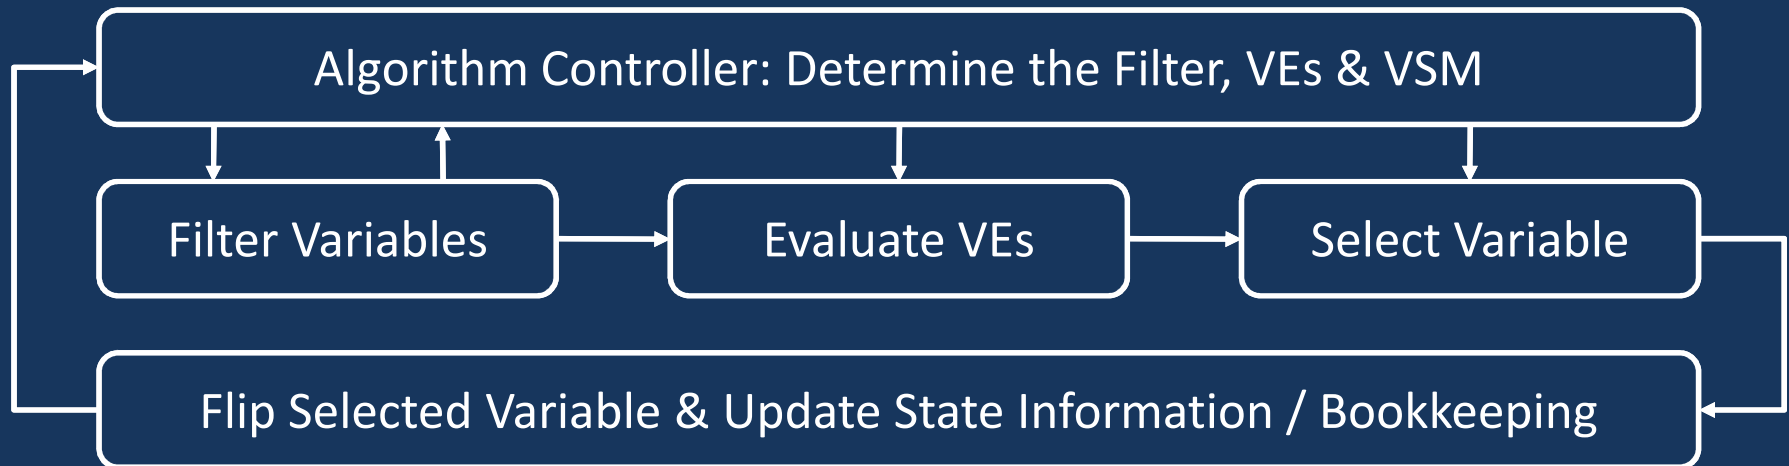 Algorithm Controller: Determine the Filter, VEs & VSM
Filter Variables
Evaluate VEs
Select Variable
Flip Selected Variable & Update State Information / Bookkeeping